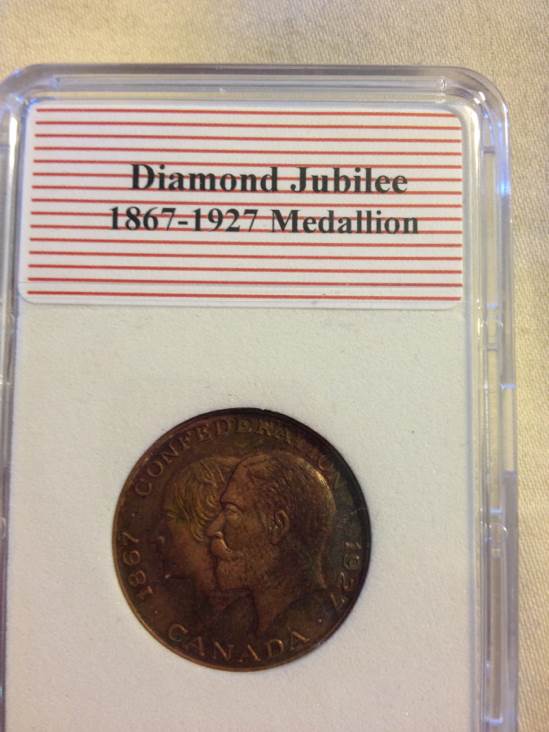 Diamond Jubilee
1867-1927 Medallion
1867 · CONFEDERATION · 1927 ·
CANADA